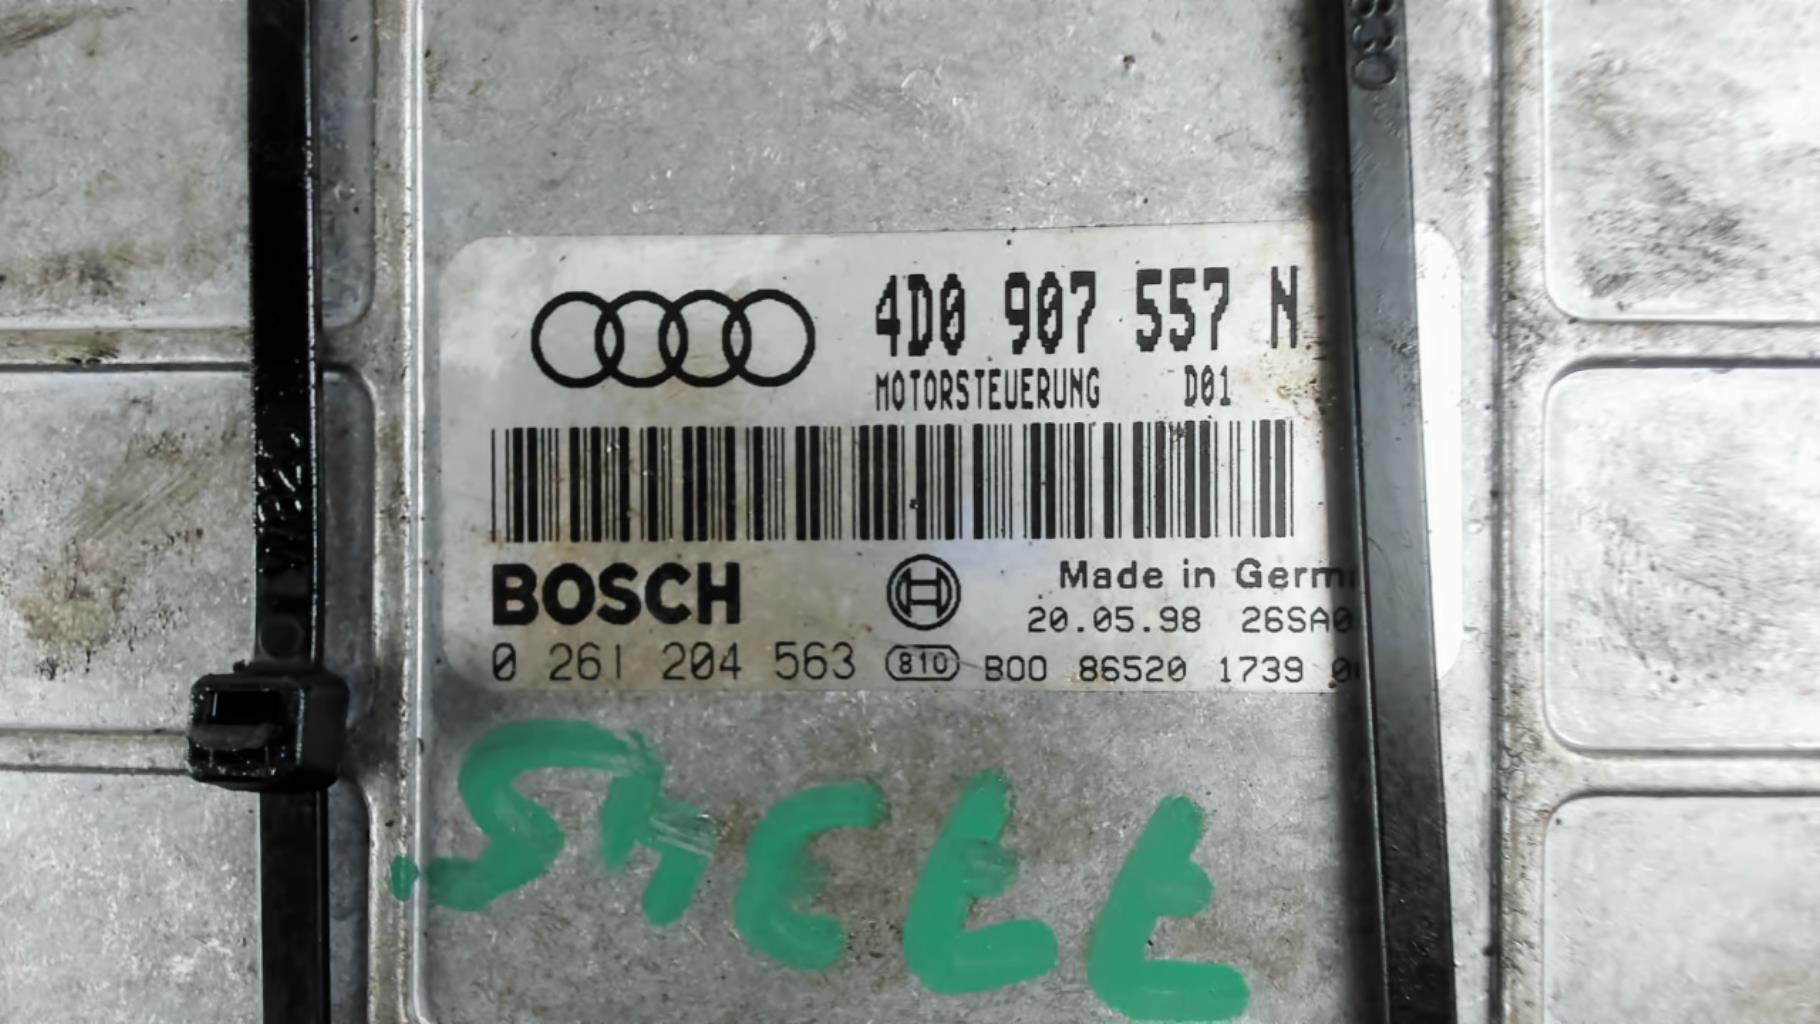 4D0 907 557 N
MOTORSTEUERUNG D01
BOSCH
Made in Germ
20.05.98 26SA0
0 261 204 563 810 B00 86520 1739 0